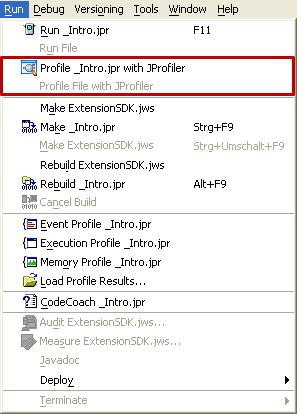 Run Debug Versioning Tools Window
Run _Intro.jpr F11
Run File
Profile _Intro.jpr with JProfiler
Profile File with JProfiler
Make ExtensionSDK.jws
Make _Intro.jpr Strg+F9
Make ExtensionSDK.jws Strg+Umschalt+F9
Rebuild ExtensionSDK.jws
Rebuild _Intro.jpr Alt+F9
Cancel Build
Event Profile _Intro.jpr
Execution Profile _Intro.jpr
Memory Profile _Intro.jpr
Load Profile Results...
CodeCoach _Intro.jpr
Audit ExtensionSDK.jws...
Measure ExtensionSDK.jws...
Javadoc
Deploy
Terminate